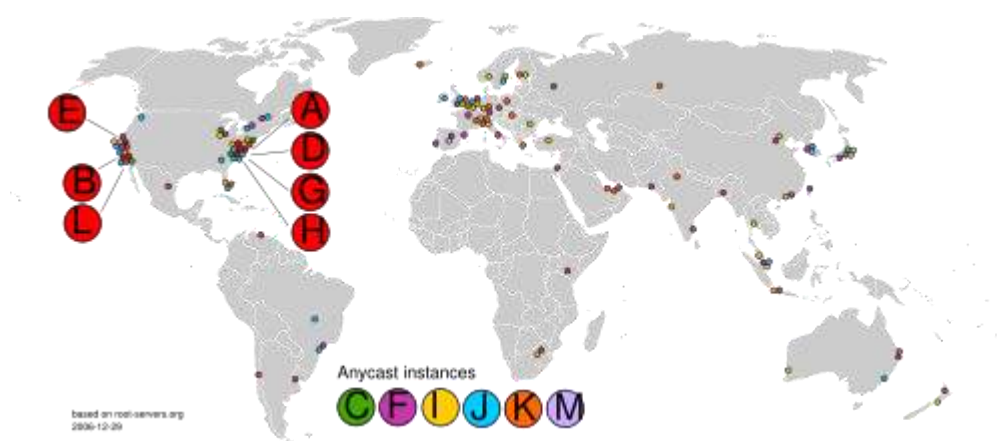 E
A
D
B
G
L
H
Anycast instances
C F I J K M
based on root-servers.org
2006-12-29